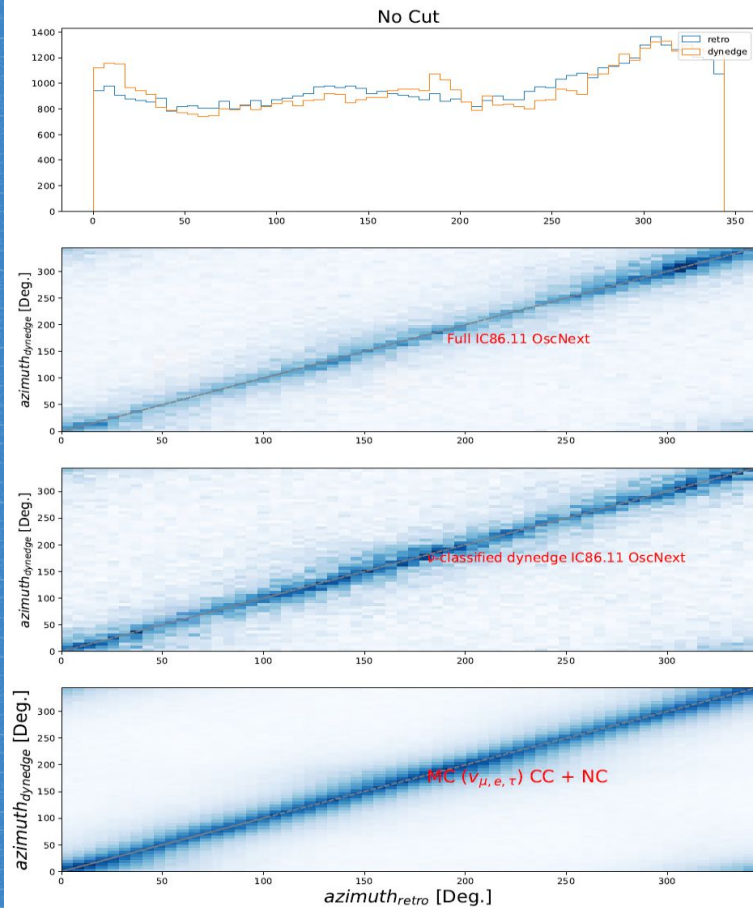 No Cut
1400
1200
1000
800
600
400
200
0
retro
dynedge
0 50 100 150 200 250 300 350
azimuth_dynedge [Deg.]
300
250
200
150
100
50
0
Full IC86.11 OscNext
0 50 100 150 200 250 300
azimuth_dynedge [Deg.]
300
250
200
150
100
50
0
-classified dynedge IC86.11 OscNext
0 50 100 150 200 250 300
azimuth_dynedge [Deg.]
300
250
200
150
100
50
0
MC (ν_μ, e, τ) CC + NC
0 50 100 150 200 250 300
azimuth_retro [Deg.]